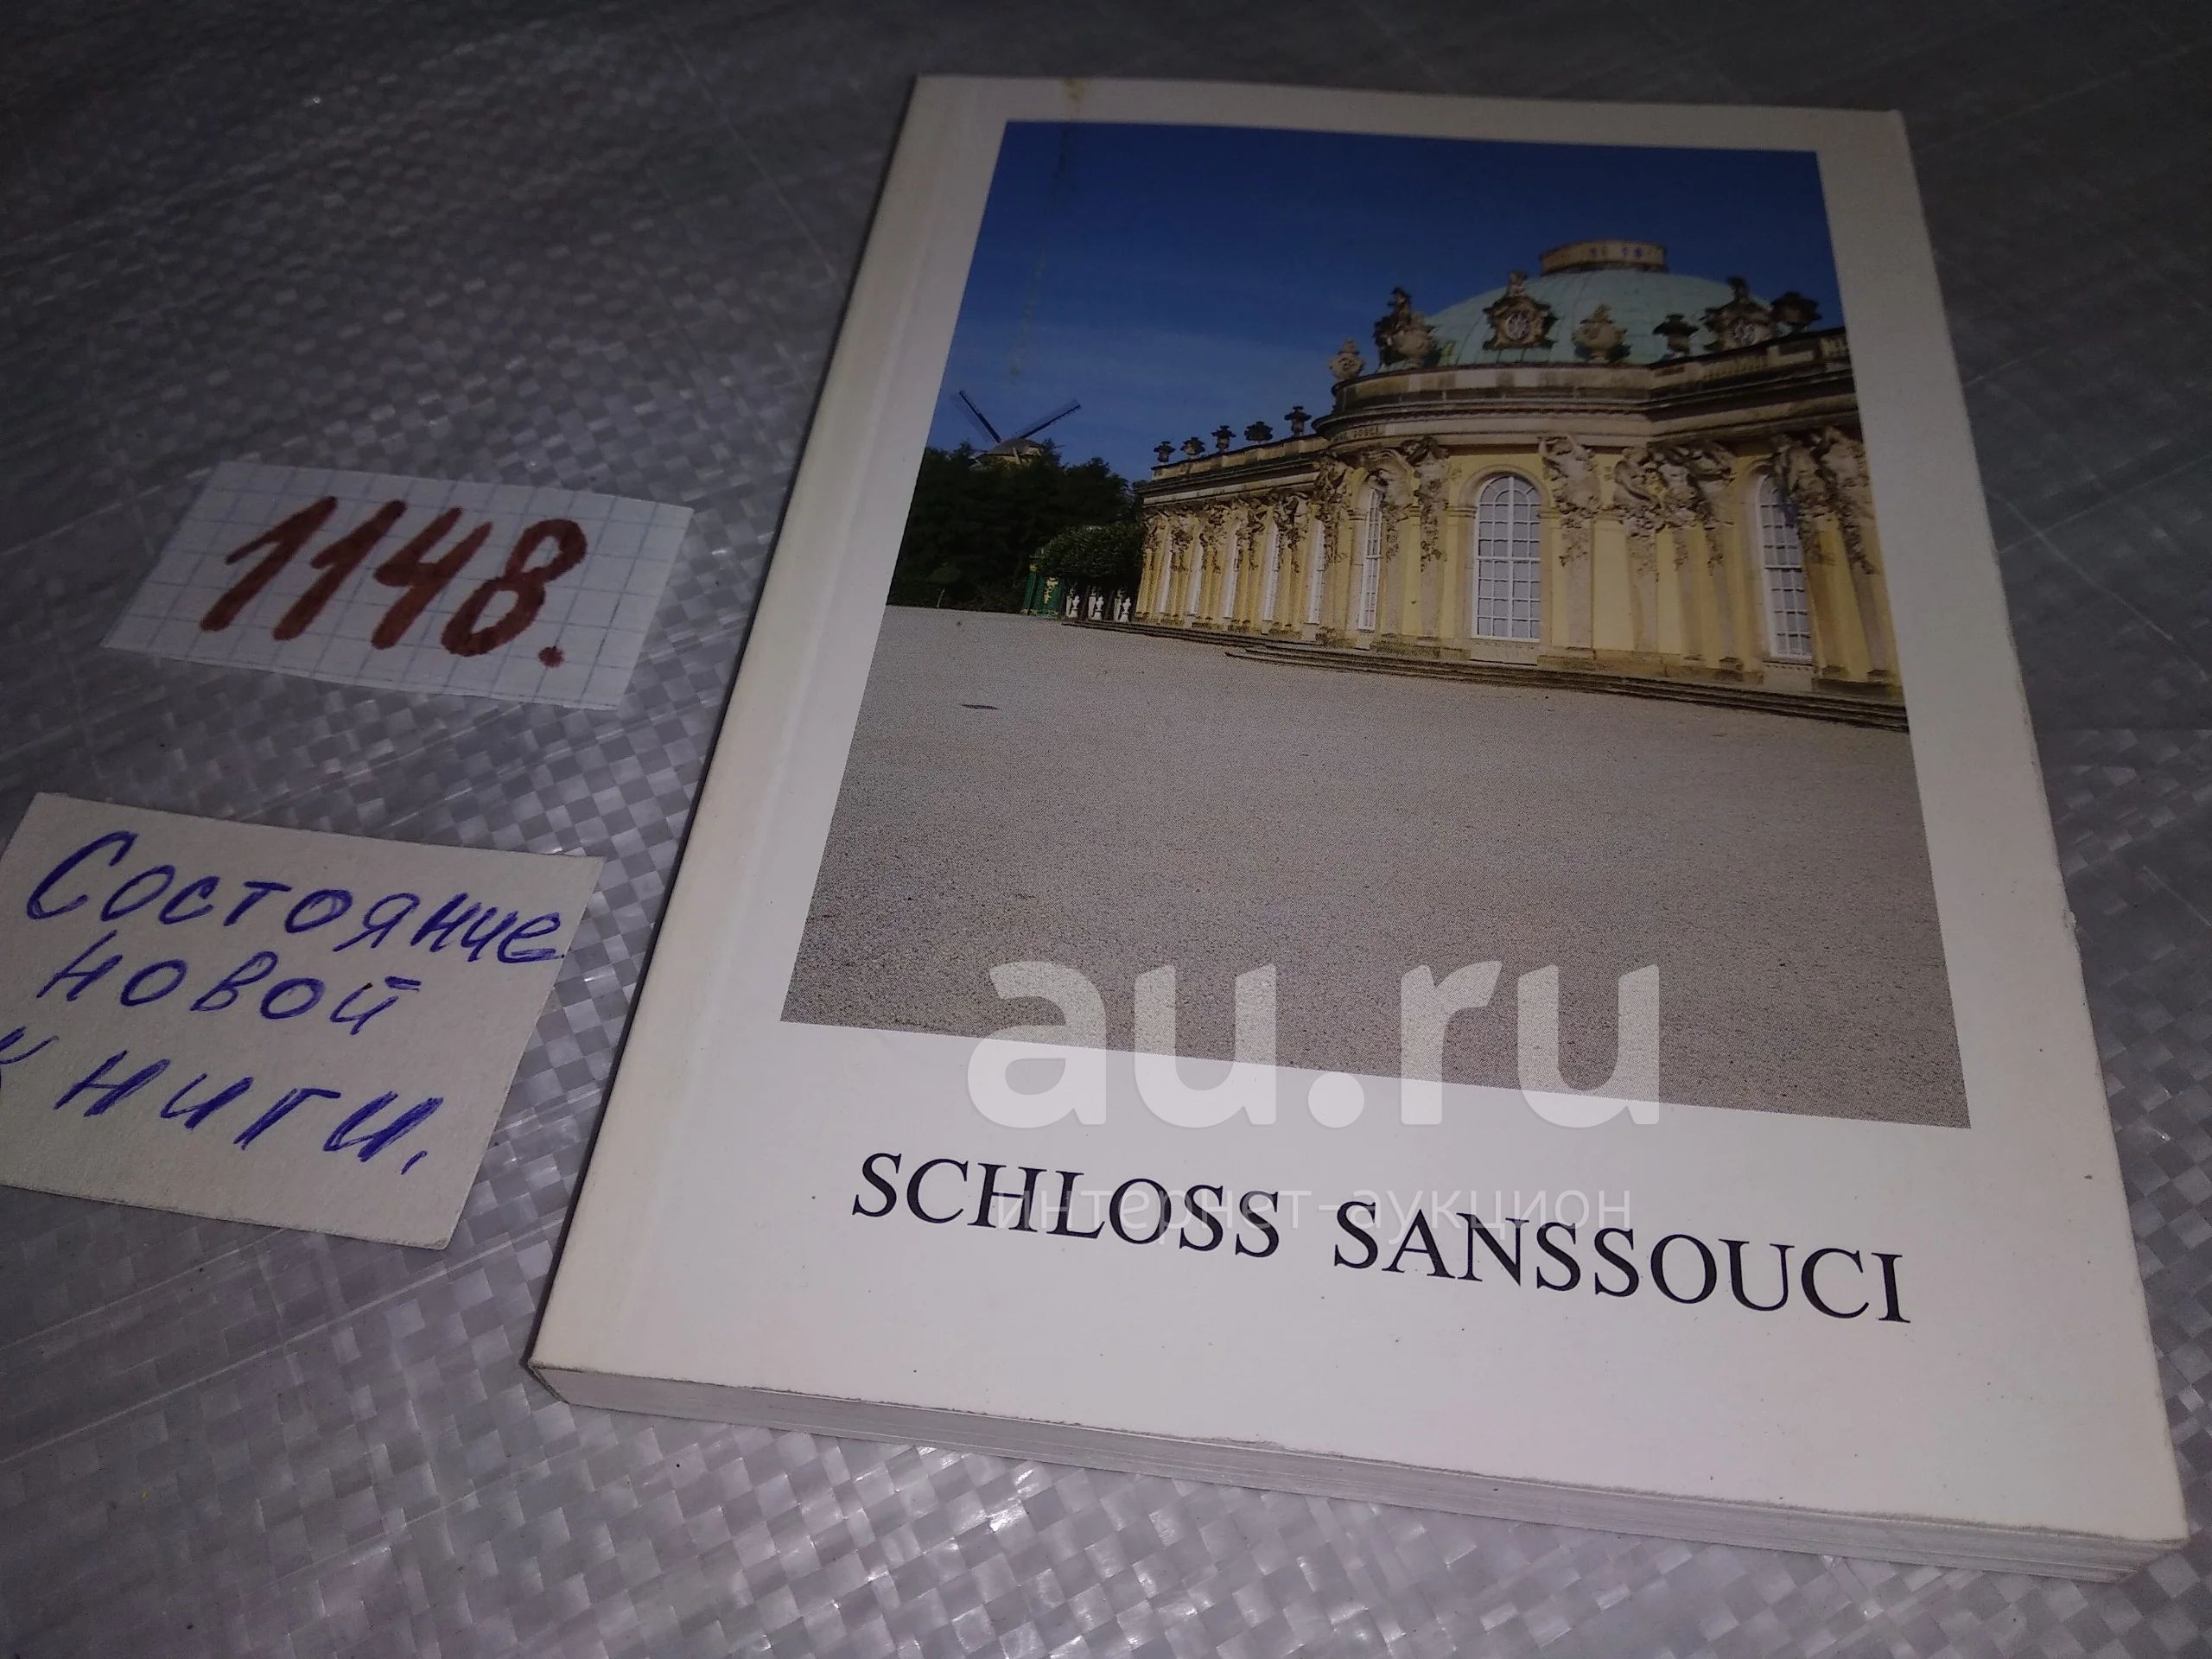 1148.
Состояние
новой
книги.
au.ru
интернет-аукцион
SCHLOSS SANSSOUCI